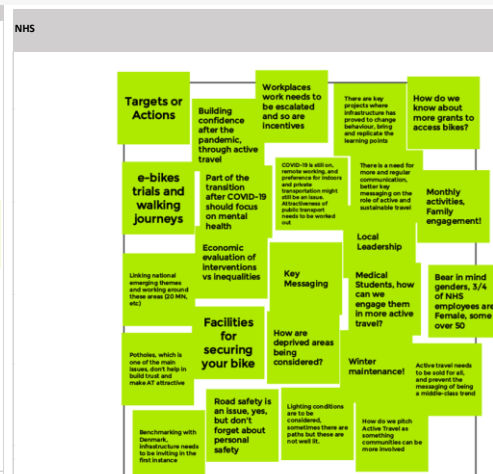 NHS
Targets or
Actions
Building
confidence
after the
pandemic,
through active
travel
Workplaces
work needs to
be escalated
and so are
incentives
There are key
projects where
infrastructure has
proved to change
behaviour, bring
and replicate the
learning points
How do we
know about
more grants to
access bikes?
e-bikes
trials and
walking
journeys
Part of the
transition
after COVID-19
should focus
on mental
health
COVID-19 is still on,
remote working, and
preference for indoors
and private
transportation might
still be an issue.
Attractiveness of
public transport
needs to be worked
out
There is a need for
more and regular
communication,
better key
messaging on the
role of active and
sustainable travel
Monthly
activities,
Family
engagement!
Local
Leadership
Linking national
emerging themes
and working around
these areas (20 MN,
etc)
Economic
evaluation of
interventions
vs inequalities
Key
Messaging
Medical
Students, how
can we
engage them
in more active
travel?
Bear in mind
genders, 3/4
of NHS
employees are
Female, some
over 50
Potholes, which is
one of the main
issues, don't help in
build trust and
make AT attractive
Facilities
for
securing
your bike
How are
deprived areas
being
considered?
Winter
maintenance!
Active travel needs
to be sold for all,
and prevent the
messaging of being
a middle-class trend
Benchmarking with
Denmark,
infrastructure needs
to be inviting in the
first instance
Road safety is
an issue, yes,
but don't
forget about
personal
safety
Lighting conditions
are to be
considered,
sometimes there are
paths but these are
not well lit.
How do we pitch
Active Travel as
something
communities can be
more involved